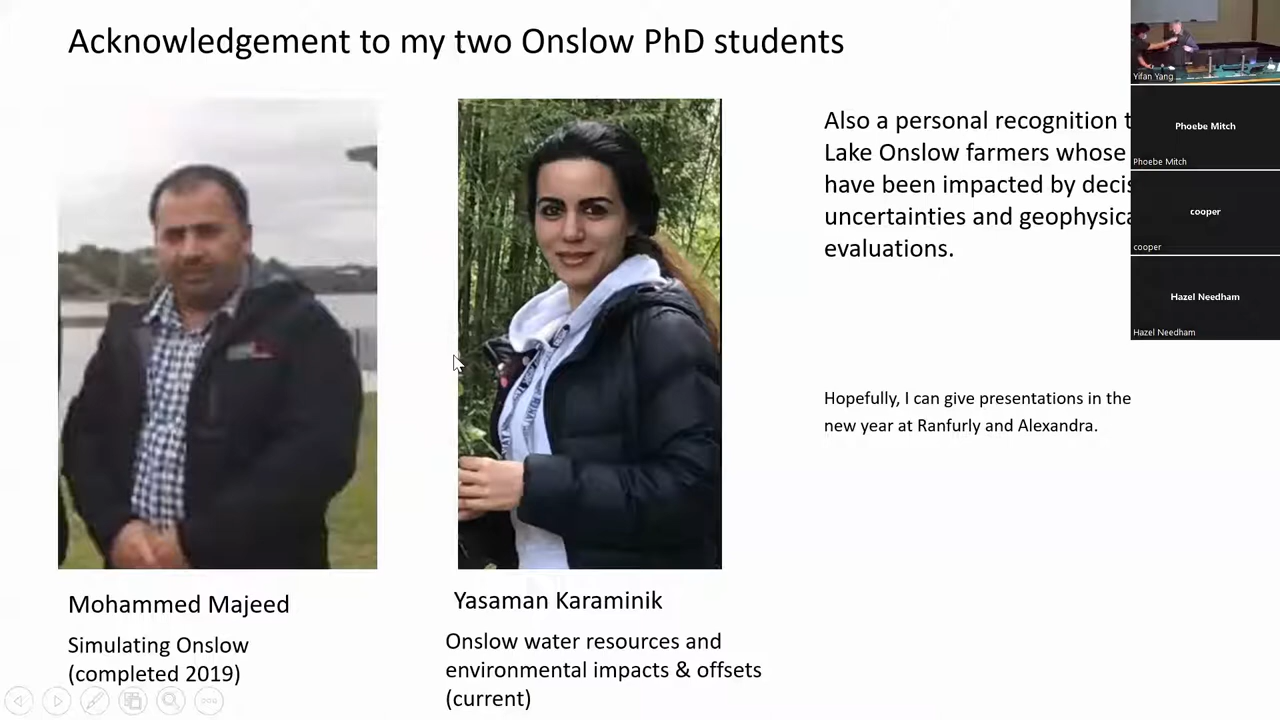 Acknowledgement to my two Onslow PhD students
Also a personal recognition
Lake Onslow farmers whose
have been impacted by
uncertainties and
evaluations.
Hopefully, I can give presentations in the
new year at Ranfurly and Alexandra.
Mohammed Majeed
Simulating Onslow
(completed 2019)
Yasaman Karaminik
Onslow water resources and
environmental impacts & offsets
(current)
Yifan Yang
Phoebe Mitch
Phoebe Mitch
cooper
cooper
Hazel Needham
Hazel Needham